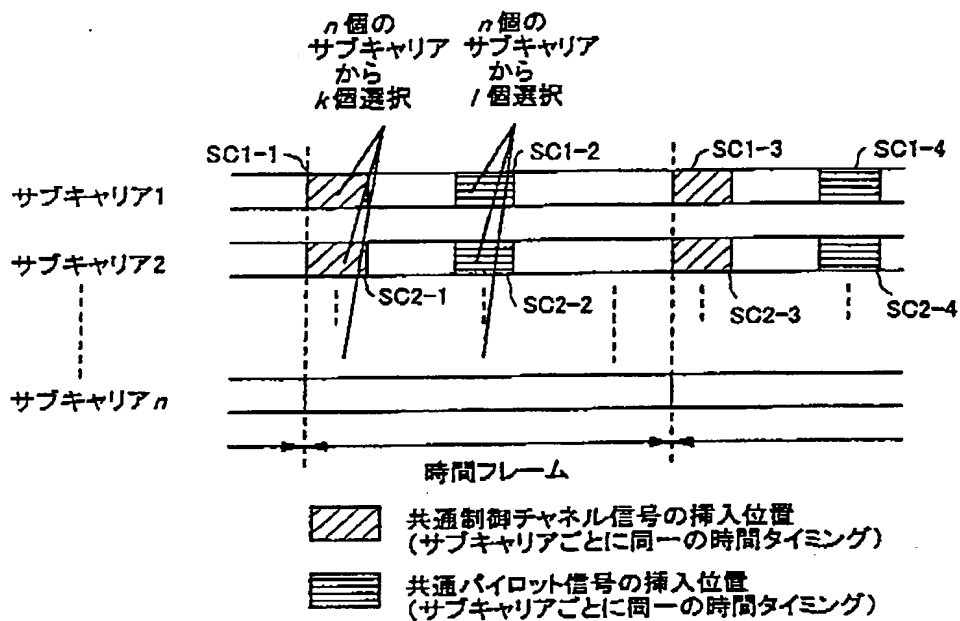 n個の
サブキャリア
から
k個選択
n個の
サブキャリア
から
l個選択
SC1-1
SC1-2
SC1-3
SC1-4
サブキャリア1
サブキャリア2
SC2-1
SC2-2
SC2-3
SC2-4
サブキャリアn
時間フレーム
共通制御チャネル信号の挿入位置
(サブキャリアごとに同一の時間タイミング)
共通パイロット信号の挿入位置
(サブキャリアごとに同一の時間タイミング)